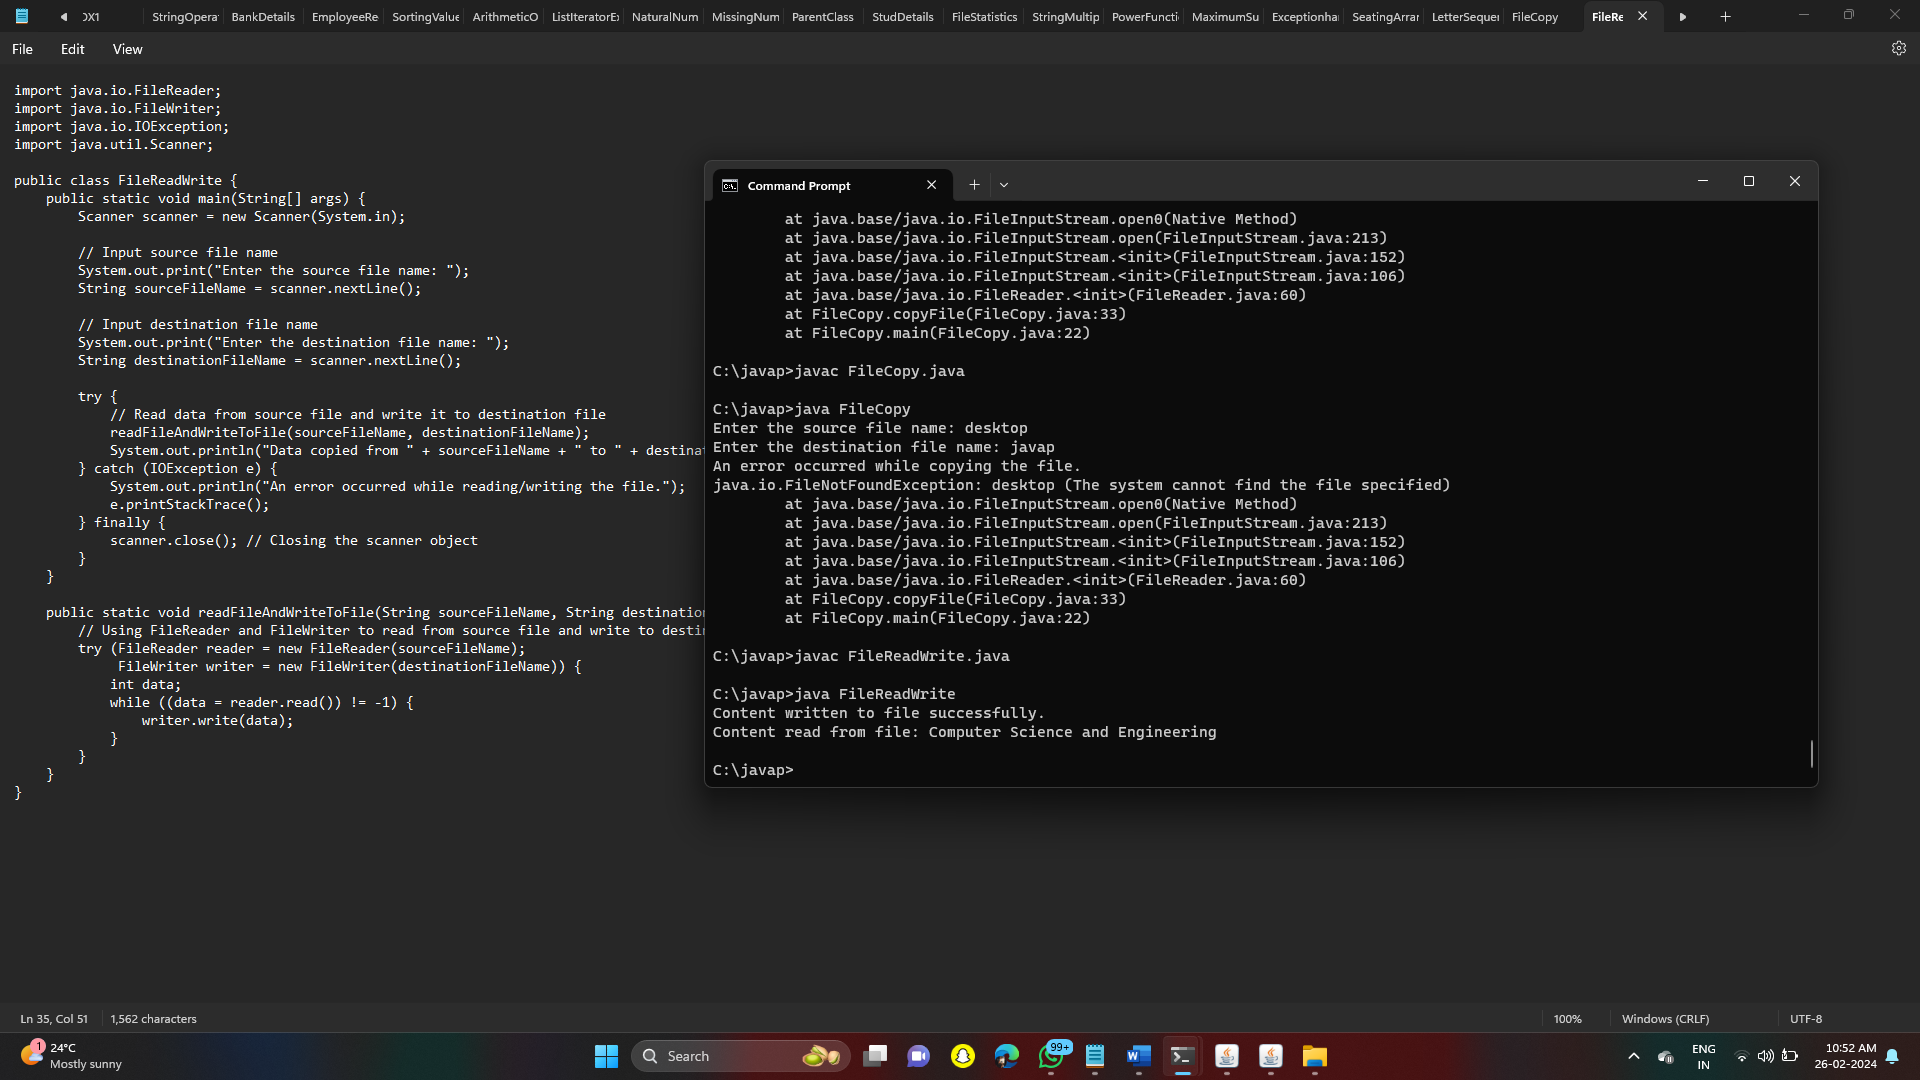 OX1 StringOpera BankDetails EmployeeRe SortingValue ArithmeticO ListIteratorE NaturalNum MissingNum ParentClass StudDetails FileStatistics StringMultip PowerFuncti MaximumSu Exceptionha SeatingArrar LetterSequer FileCopy FileRe
File Edit View
import java.io.FileReader;
import java.io.FileWriter;
import java.io.IOException;
import java.util.Scanner;
public class FileReadWrite {
public static void main(String[] args) {
Scanner scanner = new Scanner(System.in);
// Input source file name
System.out.print("Enter the source file name: ");
String sourceFileName = scanner.nextLine();
// Input destination file name
System.out.print("Enter the destination file name: ");
String destinationFileName = scanner.nextLine();
try {
// Read data from source file and write it to destination file
readFileAndWriteToFile(sourceFileName, destinationFileName);
System.out.println("Data copied from " + sourceFileName + " to " + destina
} catch (IOException e) {
System.out.println("An error occurred while reading/writing the file.");
e.printStackTrace();
} finally {
scanner.close(); // Closing the scanner object
}
}
public static void readFileAndWriteToFile(String sourceFileName, String destination
// Using FileReader and FileWriter to read from source file and write to desti
try (FileReader reader = new FileReader(sourceFileName);
FileWriter writer = new FileWriter(destinationFileName)) {
int data;
while ((data = reader.read()) != -1) {
writer.write(data);
}
}
}
}
Command Prompt
at java.base/java.io.FileInputStream.open0(Native Method)
at java.base/java.io.FileInputStream.open(FileInputStream.java:213)
at java.base/java.io.FileInputStream.<init>(FileInputStream.java:152)
at java.base/java.io.FileInputStream.<init>(FileInputStream.java:106)
at java.base/java.io.FileReader.<init>(FileReader.java:60)
at FileCopy.copyFile(FileCopy.java:33)
at FileCopy.main(FileCopy.java:22)
C:\javap>javac FileCopy.java
C:\javap>java FileCopy
Enter the source file name: desktop
Enter the destination file name: javap
An error occurred while copying the file.
java.io.FileNotFoundException: desktop (The system cannot find the file specified)
at java.base/java.io.FileInputStream.open0(Native Method)
at java.base/java.io.FileInputStream.open(FileInputStream.java:213)
at java.base/java.io.FileInputStream.<init>(FileInputStream.java:152)
at java.base/java.io.FileInputStream.<init>(FileInputStream.java:106)
at java.base/java.io.FileReader.<init>(FileReader.java:60)
at FileCopy.copyFile(FileCopy.java:33)
at FileCopy.main(FileCopy.java:22)
C:\javap>javac FileReadWrite.java
C:\javap>java FileReadWrite
Content written to file successfully.
Content read from file: Computer Science and Engineering
C:\javap>
Ln 35, Col 51 1,562 characters 100% Windows (CRLF) UTF-8
1
24°C
Mostly sunny
Search
99+
ENG
IN
10:52 AM
26-02-2024